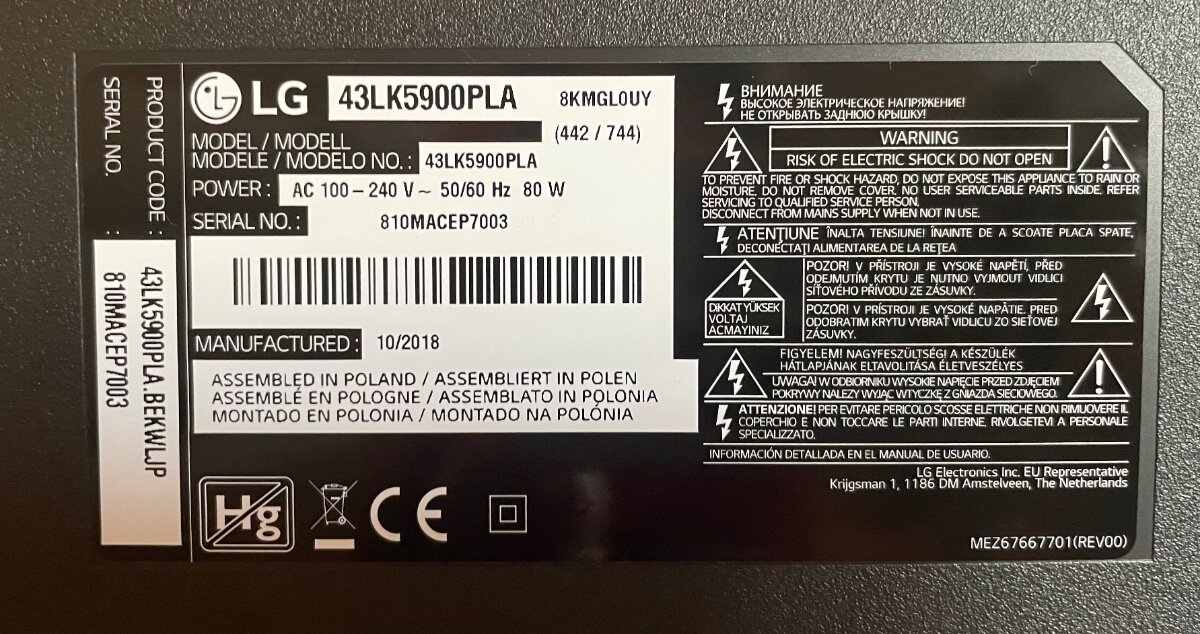 PRODUCT CODE : 43LK5900PLA.BEKWLJP
SERIAL NO. : 810MACEP7003
LG 43LK5900PLA 8KMGL0UY
(442 / 744)
MODEL / MODELL
MODELE / MODELO NO. : 43LK5900PLA
POWER : AC 100-240 V~ 50/60 Hz 80 W
SERIAL NO. : 810MACEP7003
MANUFACTURED : 10/2018
ASSEMBLED IN POLAND / ASSEMBLIERT IN POLEN
ASSEMBLÉ EN POLOGNE / ASSEMBLATO IN POLONIA
MONTADO EN POLONIA / MONTADO NA POLÓNIA
Hg
CE
ВНИМАНИЕ
ВЫСОКОЕ ЭЛЕКТРИЧЕСКОЕ НАПРЯЖЕНИЕ!
НЕ ОТКРЫВАТЬ ЗАДНЮЮ КРЫШКУ!
WARNING
RISK OF ELECTRIC SHOCK DO NOT OPEN
TO PREVENT FIRE OR SHOCK HAZARD, DO NOT EXPOSE THIS APPLIANCE TO RAIN OR
MOISTURE. DO NOT REMOVE COVER. NO USER SERVICEABLE PARTS INSIDE. REFER
SERVICING TO QUALIFIED SERVICE PERSON.
DISCONNECT FROM MAINS SUPPLY WHEN NOT IN USE.
ATENȚIUNE ÎNALTA TENSIUNE! ÎNAINTE DE A SCOATE PLACA SPATE,
DECONECTAȚI ALIMENTAREA DE LA REȚEA
DIKKAT YÜKSEK
VOLTAJ
ACMAYINIZ
POZOR! V PŘÍSTROJI JE VYSOKÉ NAPĚTÍ, PŘED
ODEJMUTÍM KRYTU JE NUTNO VYJMOUT VIDLICI
SÍŤOVÉHO PŘÍVODU ZE ZÁSUVKY.
POZOR! V PRÍSTROJI JE VYSOKÉ NAPÄTIE. PRED
ODOBRATIM KRYTU VYBRAŤ VIDLICU ZO SIEŤOVEJ
ZÁSUVKY.
FIGYELEM! NAGYFESZÜLTSÉG! A KÉSZÜLÉK
HÁTLAPJÁNAK ELTAVOLÍTÁSA ÉLETVESZÉLYES
UWAGA! W ODBIORNIKU WYSOKIE NAPIĘCIE PRZED ZDJĘCIEM
POKRYWY NALEŻY WYJĄĆ WTYCZKĘ Z GNIAZDA SIECIOWEGO.
ATTENZIONE! PER EVITARE PERICOLO SCOSSE ELETTRICHE NON RIMUOVERE IL
COPERCHIO E NON TOCCARE LE PARTI INTERNE, RIVOLGETEVI A PERSONALE
SPECIALIZZATO.
INFORMACIÓN DETALLADA EN EL MANUAL DE USUARIO.
LG Electronics Inc. EU Representative
Krijgsman 1, 1186 DM Amstelveen, The Netherlands
MEZ67667701(REV00)